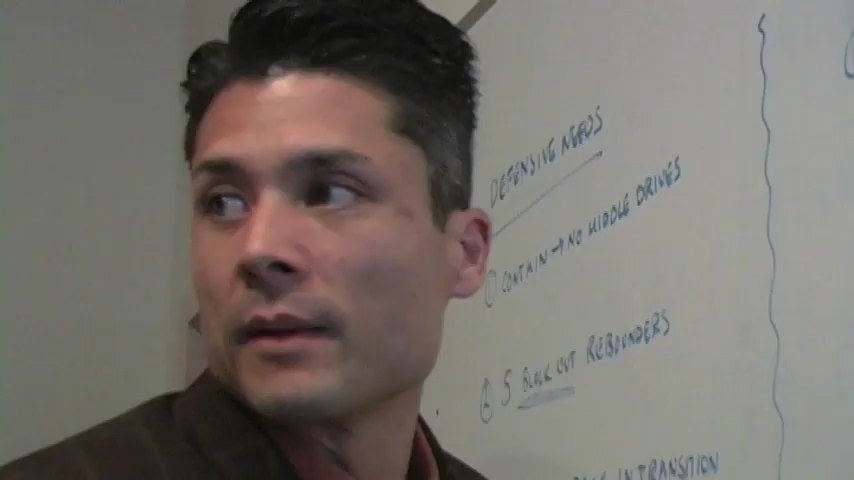 DEFENSIVE NEEDS
① CONTAIN → NO MIDDLE DRIVES
② 5 BLOCK OUT REBOUNDERS
IN TRANSITION